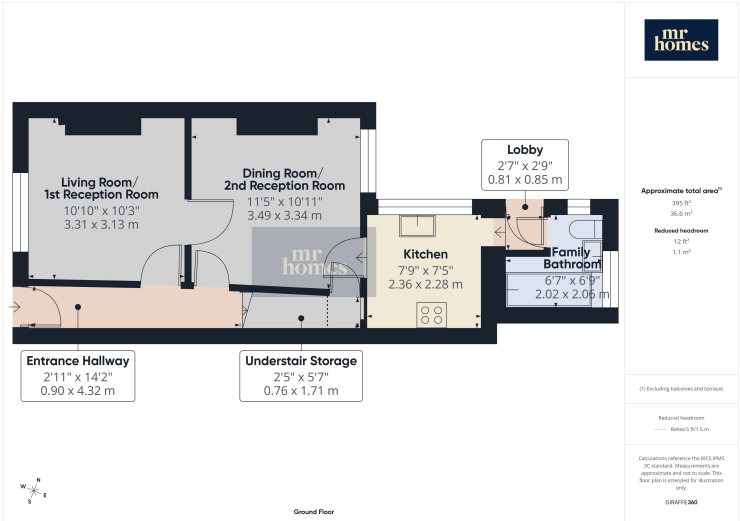 mr
homes
Lobby
2'7" x 2'9"
0.81 x 0.85 m
Living Room/
1st Reception Room
10'10" x 10'3"
3.31 x 3.13 m
Dining Room/
2nd Reception Room
11'5" x 10'11"
3.49 x 3.34 m
mr
homes
Kitchen
7'9" x 7'5"
2.36 x 2.28 m
Family
Bathroom
6'7" x 6'9"
2.02 x 2.06 m
Entrance Hallway
2'11" x 14'2"
0.90 x 4.32 m
Understair Storage
2'5" x 5'7"
0.76 x 1.71 m
N
W
E
S
Ground Floor
Approximate total area(1)
395 ft²
36.6 m²
Reduced headroom
12 ft²
1.1 m²
(1) Excluding balconies and terraces
Reduced headroom
Below 5 ft/1.5 m
Calculations reference the RICS IPMS
3C standard. Measurements are
approximate and not to scale. This
floor plan is intended for illustration
only.
GIRAFFE360